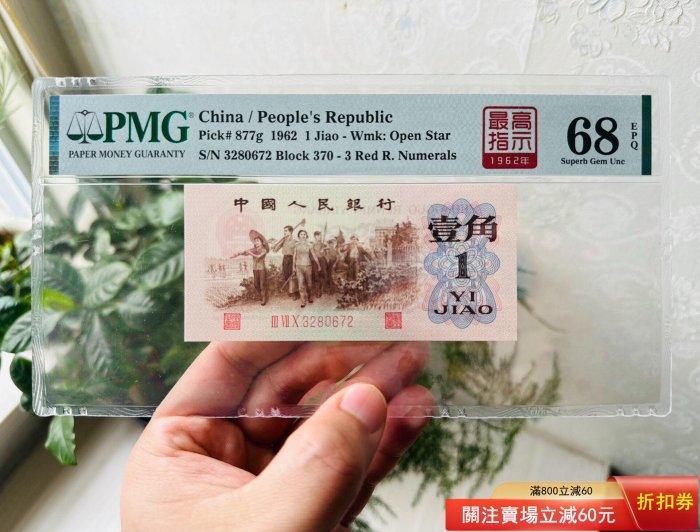 PMG
PAPER MONEY GUARANTY
China / People's Republic
Pick# 877g 1962 1 Jiao - Wmk: Open Star
S/N 3280672 Block 370 - 3 Red R. Numerals
最高
指示
1962年
68
EPQ
Superb Gem Unc
中國人民銀行
壹角
1
YI
JIAO
III VII X 3280672
滿800立減60
關注賣場立減60元
折扣券